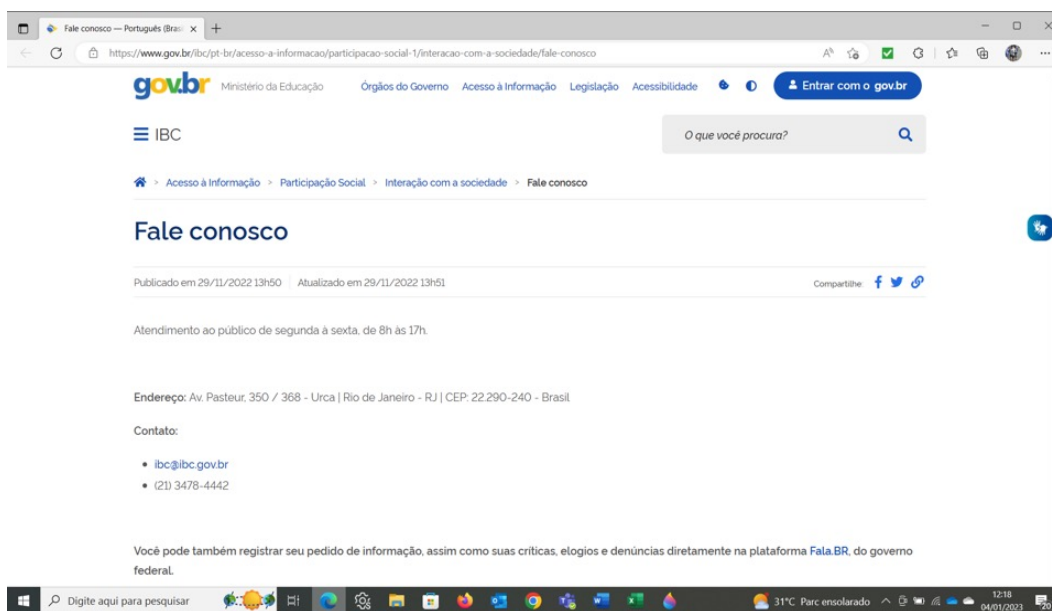 Fale conosco — Português (Bras
https://www.gov.br/ibc/pt-br/acesso-a-informacao/participacao-social-1/interacao-com-a-sociedade/fale-conosco
gov.br Ministério da Educação Órgãos do Governo Acesso à Informação Legislação Acessibilidade Entrar com o gov.br
IBC O que você procura?
> Acesso à Informação > Participação Social > Interação com a sociedade > Fale conosco
Fale conosco
Publicado em 29/11/2022 13h50 Atualizado em 29/11/2022 13h51 Compartilhe:
Atendimento ao público de segunda à sexta, de 8h às 17h.
Endereço: Av. Pasteur, 350 / 368 - Urca | Rio de Janeiro - RJ | CEP: 22.290-240 - Brasil
Contato:
• ibc@ibc.gov.br
• (21) 3478-4442
Você pode também registrar seu pedido de informação, assim como suas críticas, elogios e denúncias diretamente na plataforma Fala.BR, do governo
federal.
Digite aqui para pesquisar 31°C Parc ensolarado 12:18
04/01/2023